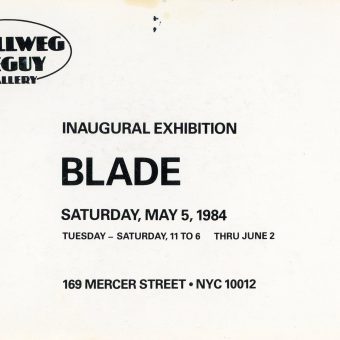 INAUGURAL EXHIBITION
BLADE
SATURDAY, MAY 5, 1984
TUESDAY – SATURDAY, 11 TO 6 THRU JUNE 2
169 MERCER STREET • NYC 10012